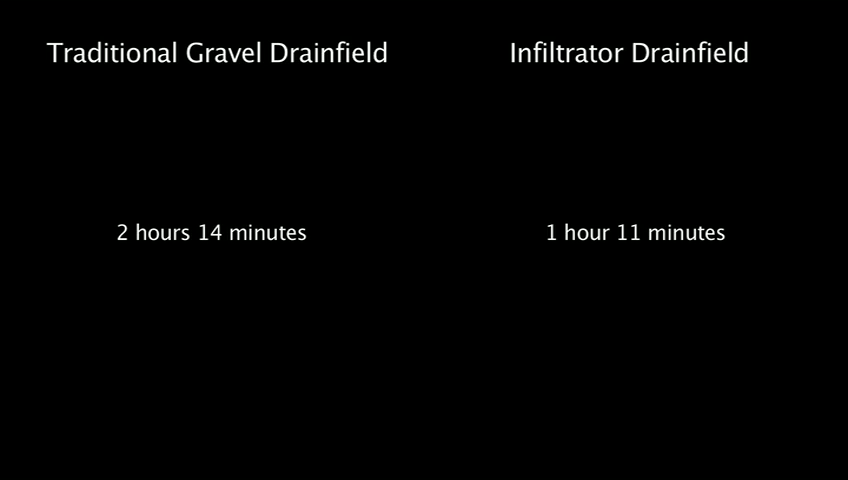 Traditional Gravel Drainfield
Infiltrator Drainfield
2 hours 14 minutes
1 hour 11 minutes